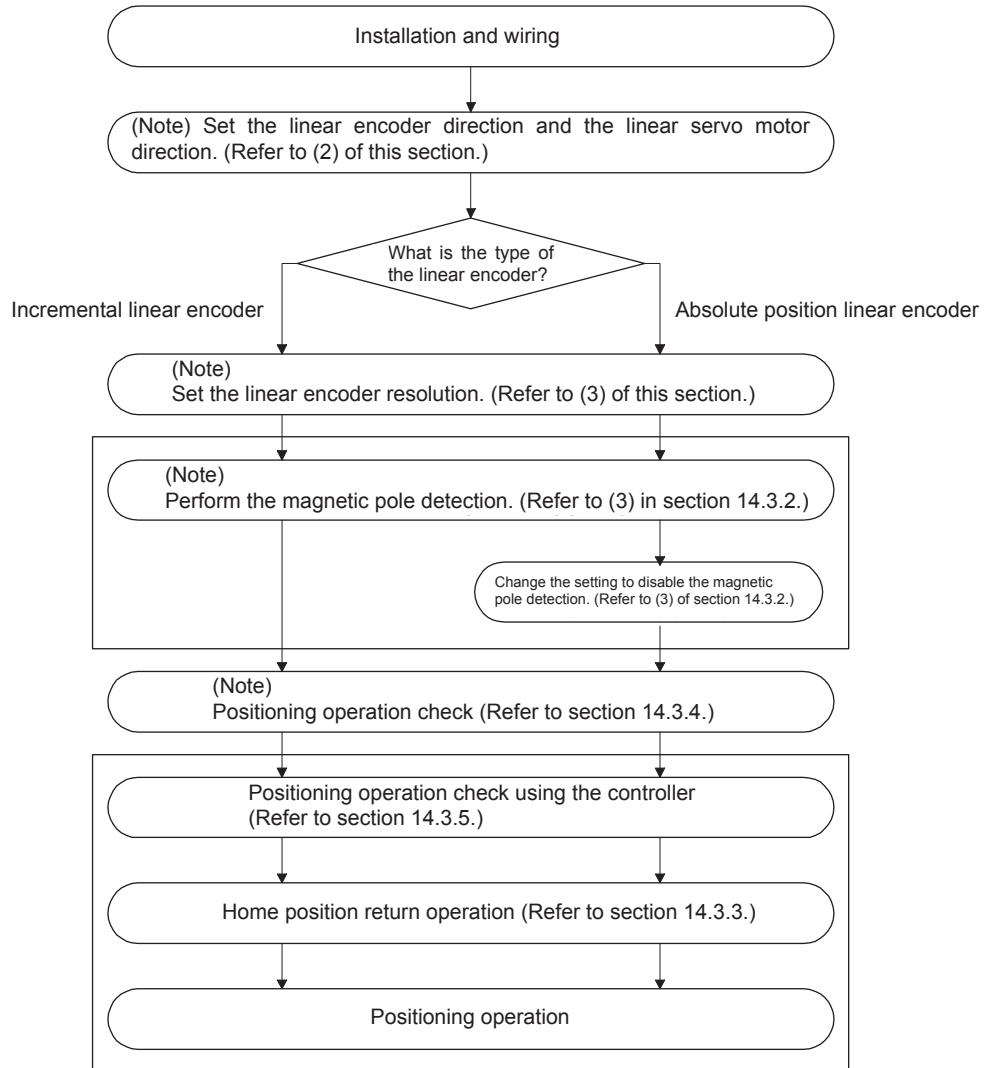 Installation and wiring
(Note) Set the linear encoder direction and the linear servo motor
direction. (Refer to (2) of this section.)
What is the type of
the linear encoder?
Incremental linear encoder
Absolute position linear encoder
(Note)
Set the linear encoder resolution. (Refer to (3) of this section.)
(Note)
Perform the magnetic pole detection. (Refer to (3) in section 14.3.2.)
Change the setting to disable the magnetic
pole detection. (Refer to (3) of section 14.3.2.)
(Note)
Positioning operation check (Refer to section 14.3.4.)
Positioning operation check using the controller
(Refer to section 14.3.5.)
Home position return operation (Refer to section 14.3.3.)
Positioning operation